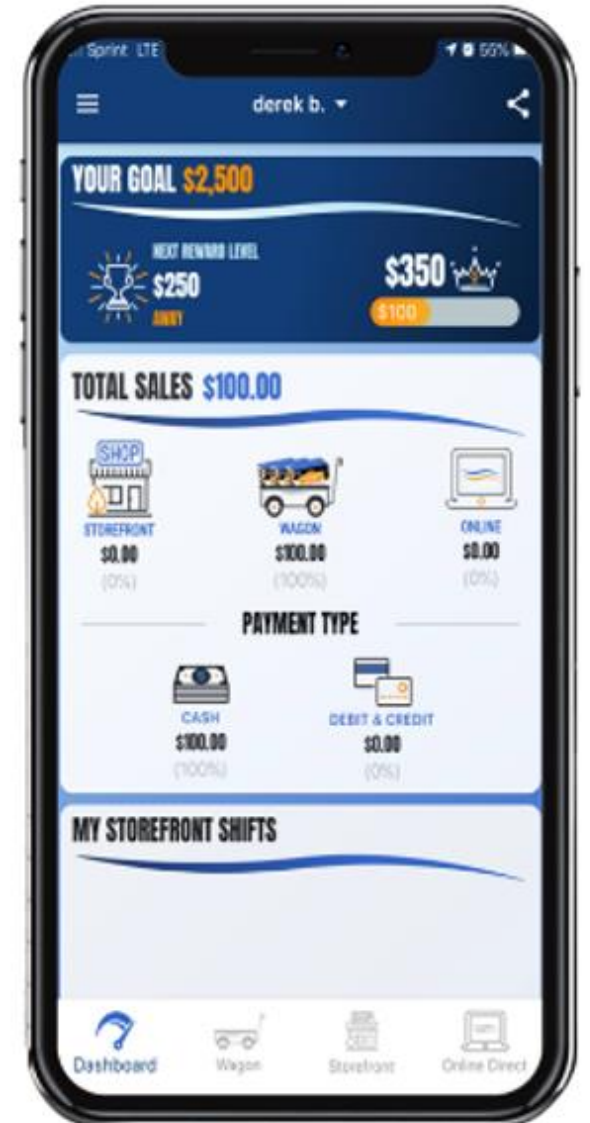 Sprint LTE 55%
derek b.
YOUR GOAL $2,500
NEXT REWARD LEVEL
$250
AWAY
$350
$100
TOTAL SALES $100.00
SHOP
STOREFRONT
$0.00
(0%)
WAGON
$100.00
(100%)
ONLINE
$0.00
(0%)
PAYMENT TYPE
CASH
$100.00
(100%)
DEBIT & CREDIT
$0.00
(0%)
MY STOREFRONT SHIFTS
Dashboard
Wagon
Storefront
Online Direct